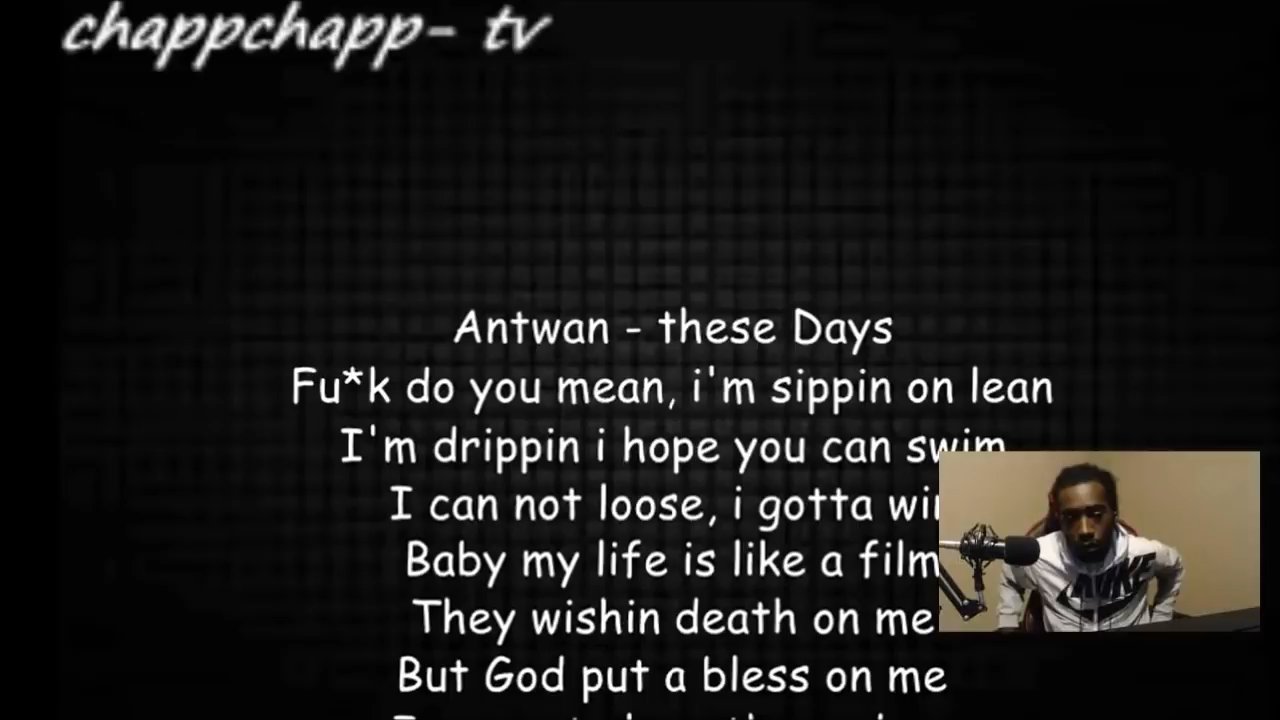 chappchapp- tv
Antwan - these Days
Fu*k do you mean, i'm sippin on lean
I'm drippin i hope you can swim
I can not loose, i gotta
Baby my life is like a film
They wishin death on me
But God put a bless on me
NIKE